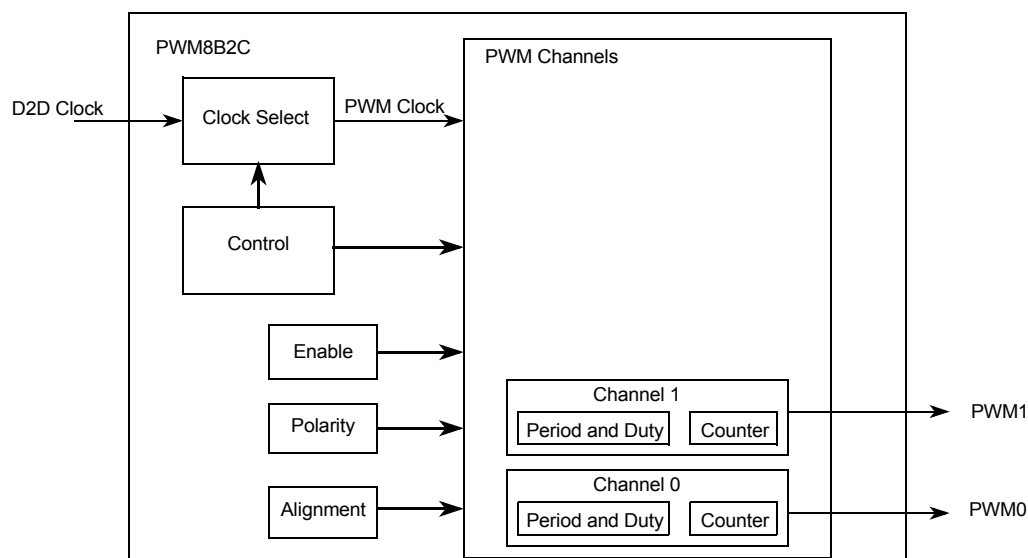 PWM8B2C
PWM Channels
D2D Clock
Clock Select
PWM Clock
Control
Enable
Channel 1
Period and Duty
Counter
PWM1
Polarity
Channel 0
Period and Duty
Counter
PWM0
Alignment